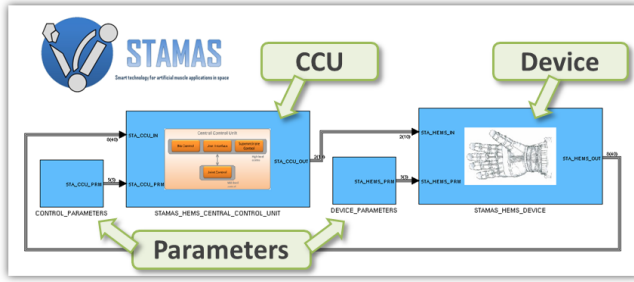 STAMAS
Smart technology for artificial muscle applications in space
CCU
Device
STA_CCU_IN
STA_CCU_PRM
STA_CCU_OUT
Central Control Unit
STA_CCU_PRM
CONTROL_PARAMETERS
STAMAS_HEMS_CENTRAL_CONTROL_UNIT
STA_HEMS_IN
STA_HEMS_PRM
STA_HEMS_OUT
STA_HEMS_PRM
DEVICE_PARAMETERS
STAMAS_HEMS_DEVICE
Parameters